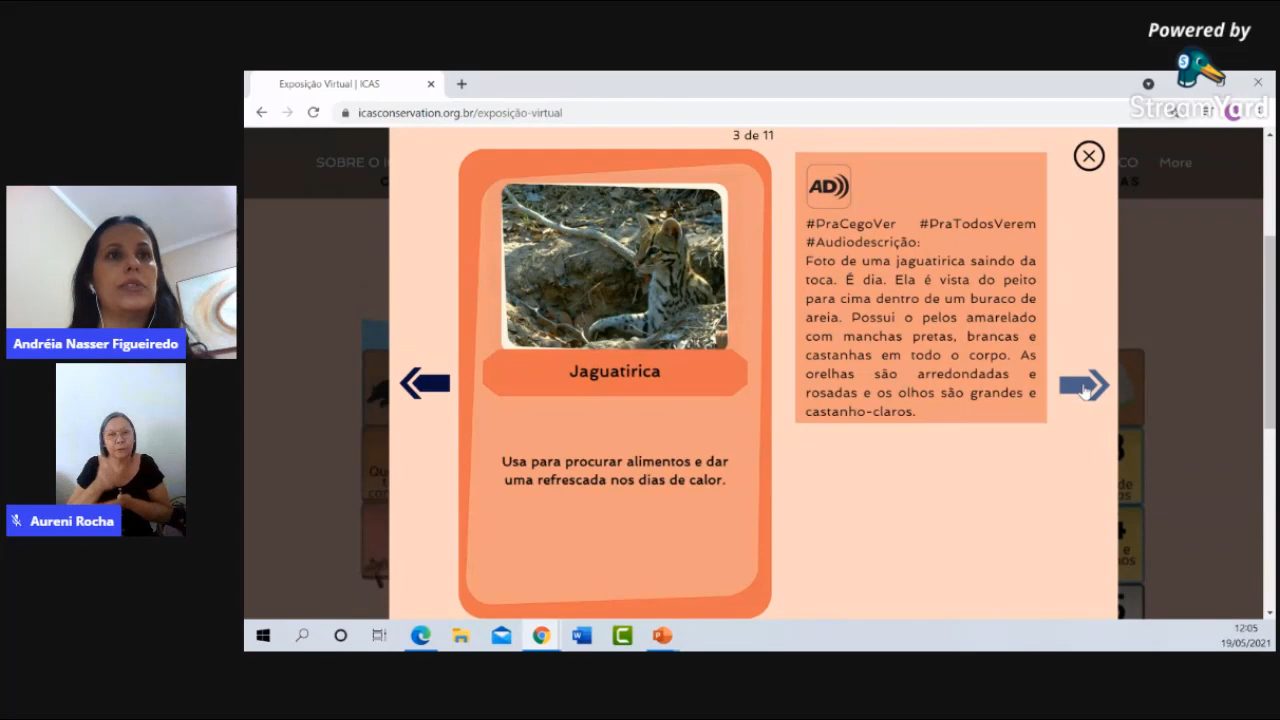 Powered by
StreamYard
Exposição Virtual | ICAS
icasconservation.org.br/exposição-virtual
3 de 11
SOBRE O I
CO
More
AS
AD
#PraCegoVer #PraTodosVerem
#Audiodescrição:
Foto de uma jaguatirica saindo da
toca. É dia. Ela é vista do peito
para cima dentro de um buraco de
areia. Possui o pelos amarelado
com manchas pretas, brancas e
castanhas em todo o corpo. As
orelhas são arredondadas e
rosadas e os olhos são grandes e
castanho-claros.
Jaguatirica
Usa para procurar alimentos e dar
uma refrescada nos dias de calor.
Andréia Nasser Figueiredo
Aureni Rocha
12:05
19/05/2021